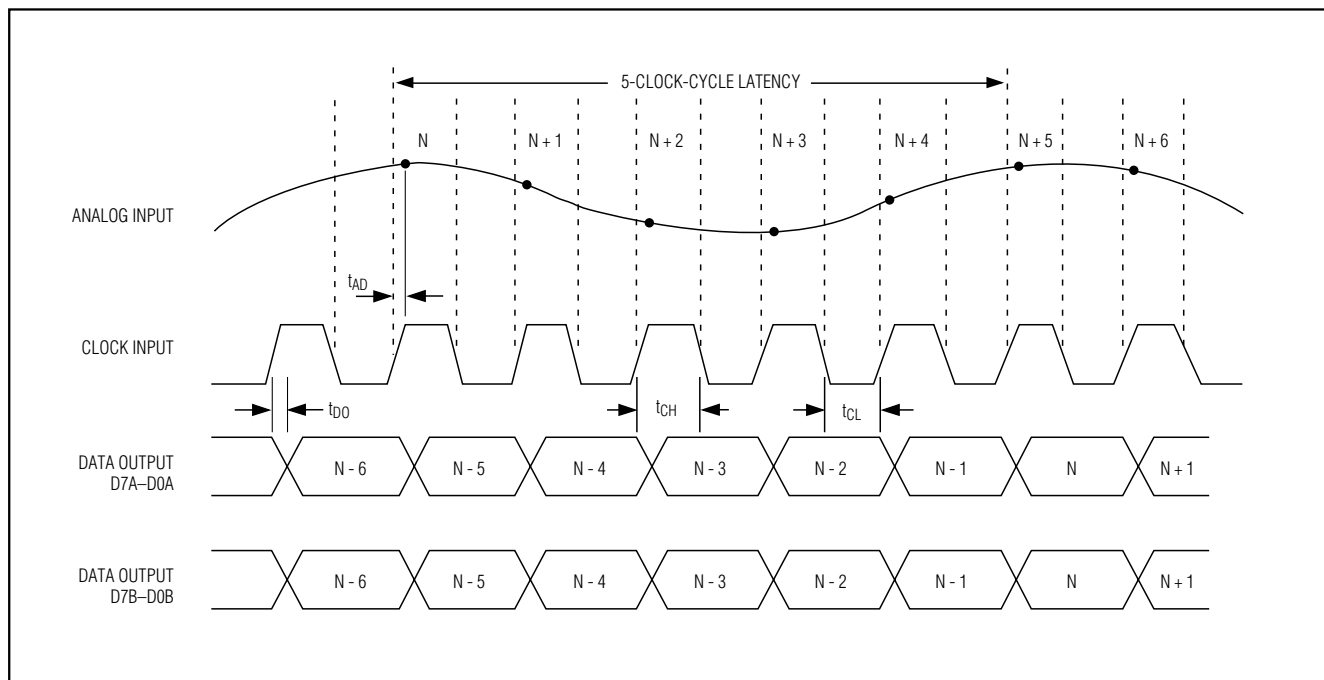 5-CLOCK-CYCLE LATENCY
N N + 1 N + 2 N + 3 N + 4 N + 5 N + 6
ANALOG INPUT
tAD
CLOCK INPUT
tDO tCH tCL
DATA OUTPUT
D7A–D0A
N - 6 N - 5 N - 4 N - 3 N - 2 N - 1 N N + 1
DATA OUTPUT
D7B–D0B
N - 6 N - 5 N - 4 N - 3 N - 2 N - 1 N N + 1